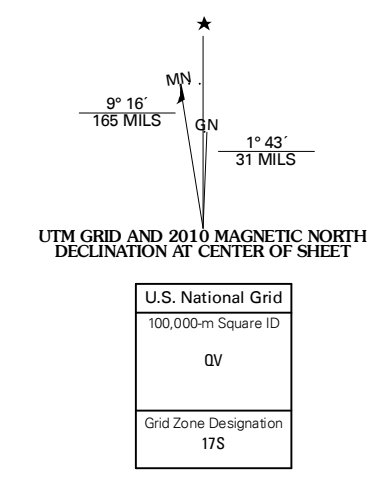 MN
9° 16´
165 MILS
GN
1° 43´
31 MILS
UTM GRID AND 2010 MAGNETIC NORTH
DECLINATION AT CENTER OF SHEET
U.S. National Grid
100,000-m Square ID
QV
Grid Zone Designation
17S